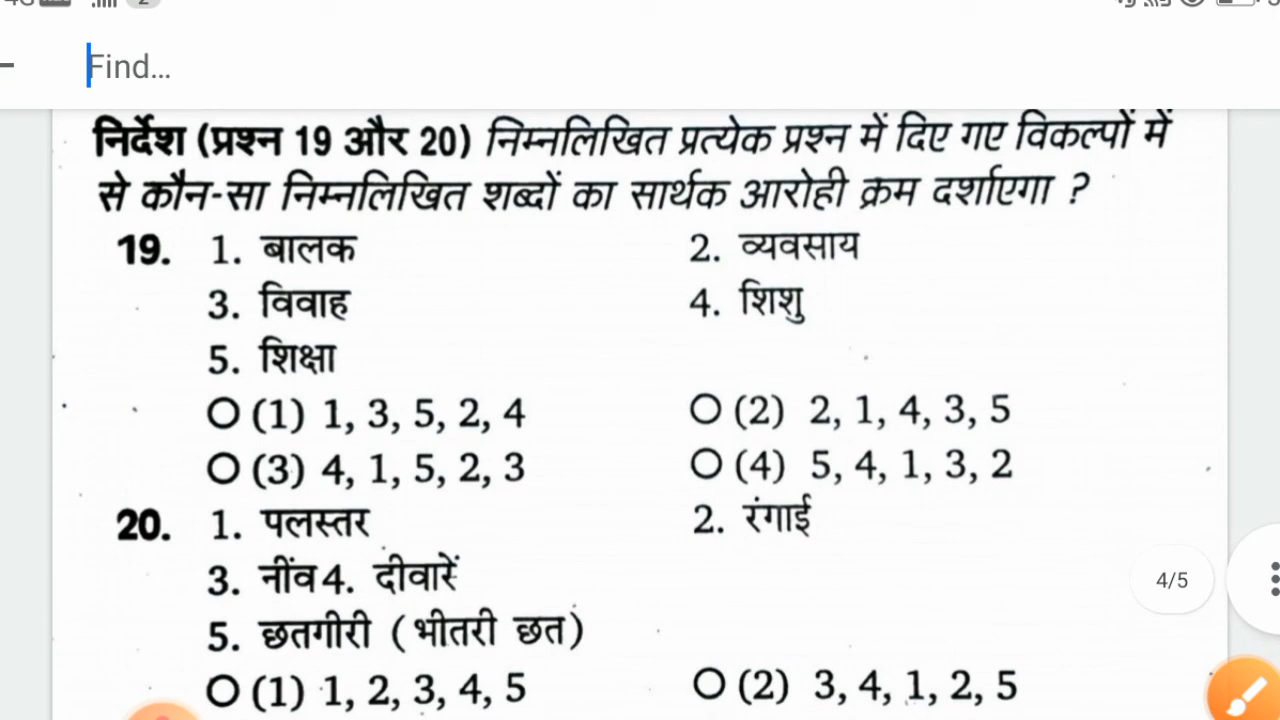 Find...
निर्देश (प्रश्न 19 और 20) निम्नलिखित प्रत्येक प्रश्न में दिए गए विकल्पों में
से कौन-सा निम्नलिखित शब्दों का सार्थक आरोही क्रम दर्शाएगा ?
19. 1. बालक 2. व्यवसाय
3. विवाह 4. शिशु
5. शिक्षा
(1) 1, 3, 5, 2, 4 (2) 2, 1, 4, 3, 5
(3) 4, 1, 5, 2, 3 (4) 5, 4, 1, 3, 2
20. 1. पलस्तर 2. रंगाई
3. नींव 4. दीवारें
4/5
5. छतगीरी (भीतरी छत)
(1) 1, 2, 3, 4, 5 (2) 3, 4, 1, 2, 5